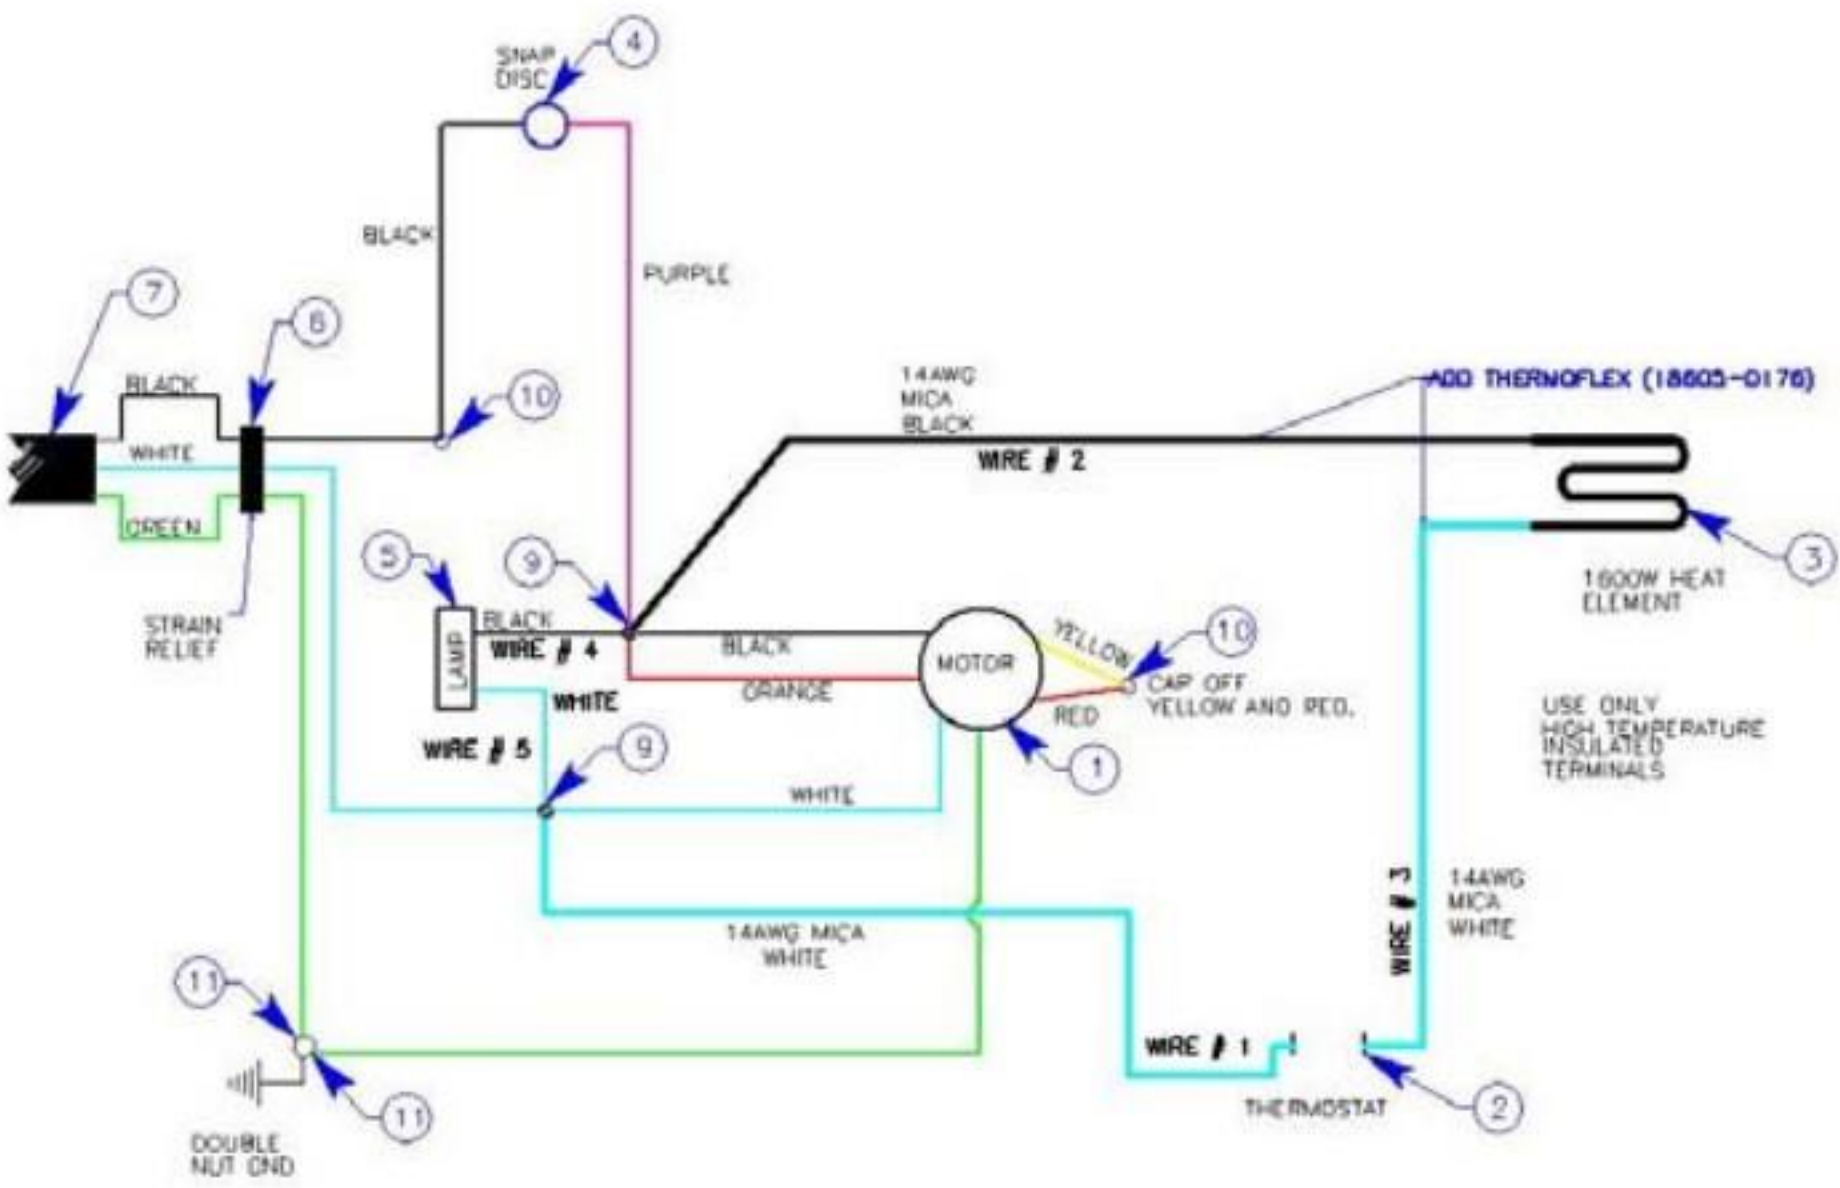 SNAP
DISC
4
BLACK
PURPLE
7
6
BLACK
10
WHITE
GREEN
STRAIN
RELIEF
14AWG
MICA
BLACK
WIRE # 2
ADD THERMOFLEX (18605-0176)
3
1600W HEAT
ELEMENT
5
9
LAMP
BLACK
WIRE # 4
WHITE
WIRE # 5
BLACK
ORANGE
MOTOR
YELLOW
RED
10
CAP OFF
YELLOW AND RED.
1
USE ONLY
HIGH TEMPERATURE
INSULATED
TERMINALS
9
WHITE
14AWG MICA
WHITE
WIRE # 3
14AWG
MICA
WHITE
11
11
DOUBLE
NUT GND
WIRE # 1
THERMOSTAT
2